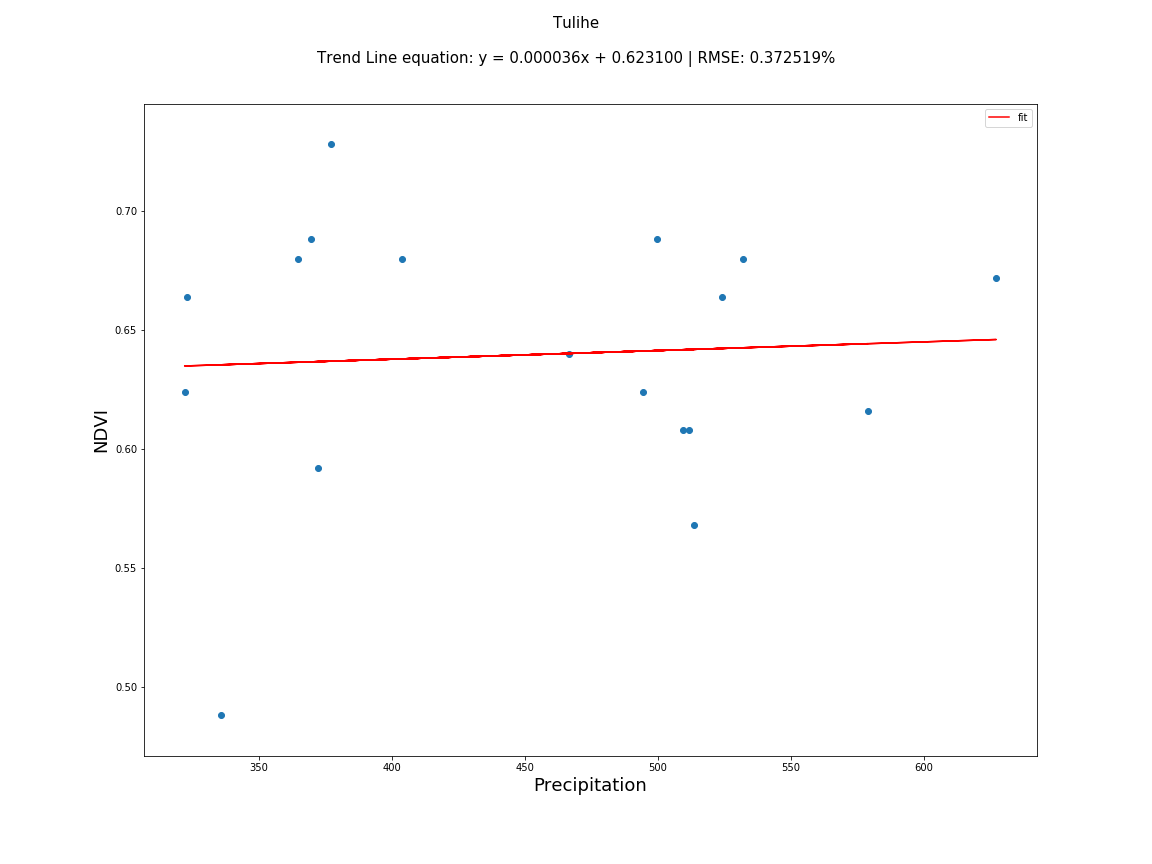 Tulihe
Trend Line equation: y = 0.000036x + 0.623100 | RMSE: 0.372519%
fit
0.70
0.65
0.60
0.55
0.50
NDVI
350 400 450 500 550 600
Precipitation